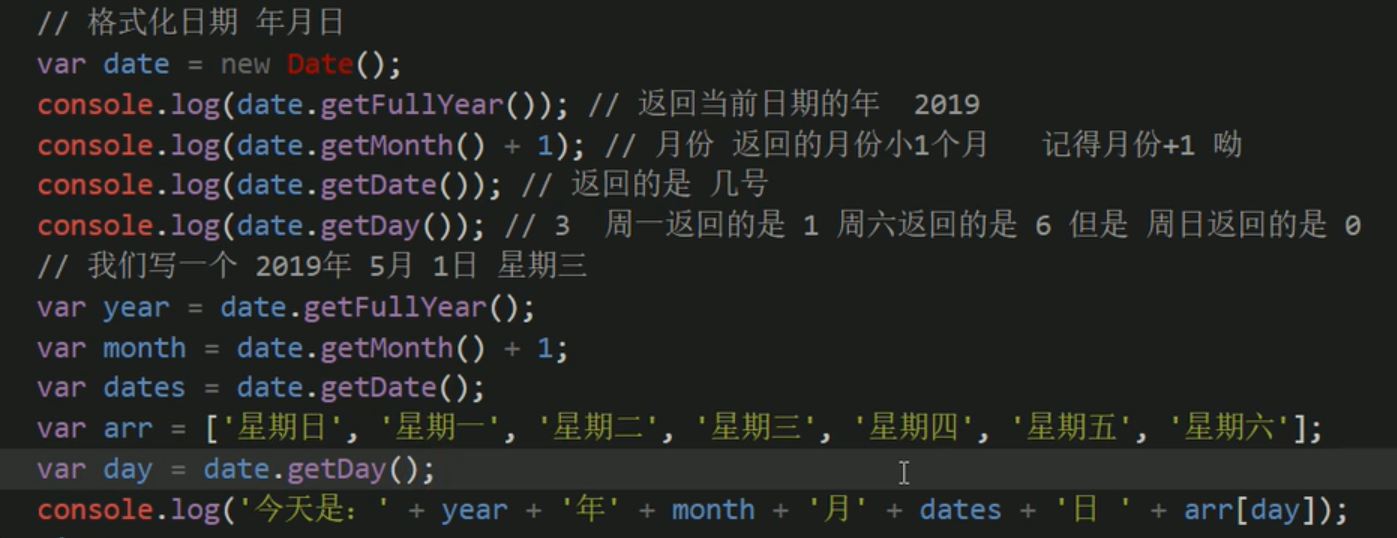 // 格式化日期 年月日
var date = new Date();
console.log(date.getFullYear()); // 返回当前日期的年  2019
console.log(date.getMonth() + 1); // 月份 返回的月份小1个月   记得月份+1 呦
console.log(date.getDate()); // 返回的是 几号
console.log(date.getDay()); // 3  周一返回的是 1 周六返回的是 6 但是 周日返回的是 0
// 我们写一个 2019年 5月 1日 星期三
var year = date.getFullYear();
var month = date.getMonth() + 1;
var dates = date.getDate();
var arr = ['星期日', '星期一', '星期二', '星期三', '星期四', '星期五', '星期六'];
var day = date.getDay();
console.log('今天是：' + year + '年' + month + '月' + dates + '日 ' + arr[day]);